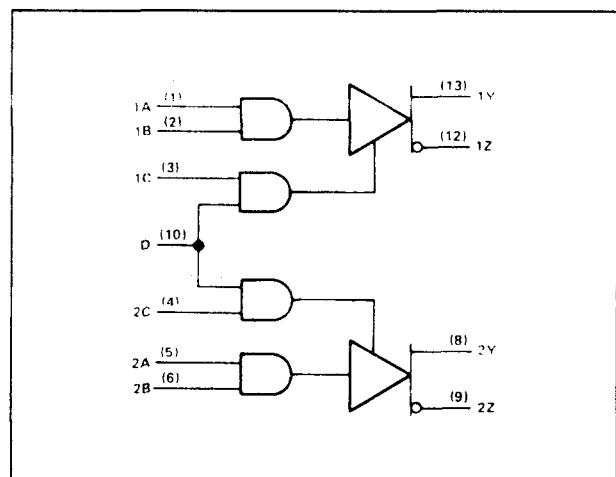 1A (1)
1B (2)
1C (3)
D (10)
2C (4)
2A (5)
2B (6)
(13) 1Y
(12) 1Z
(8) 2Y
(9) 2Z